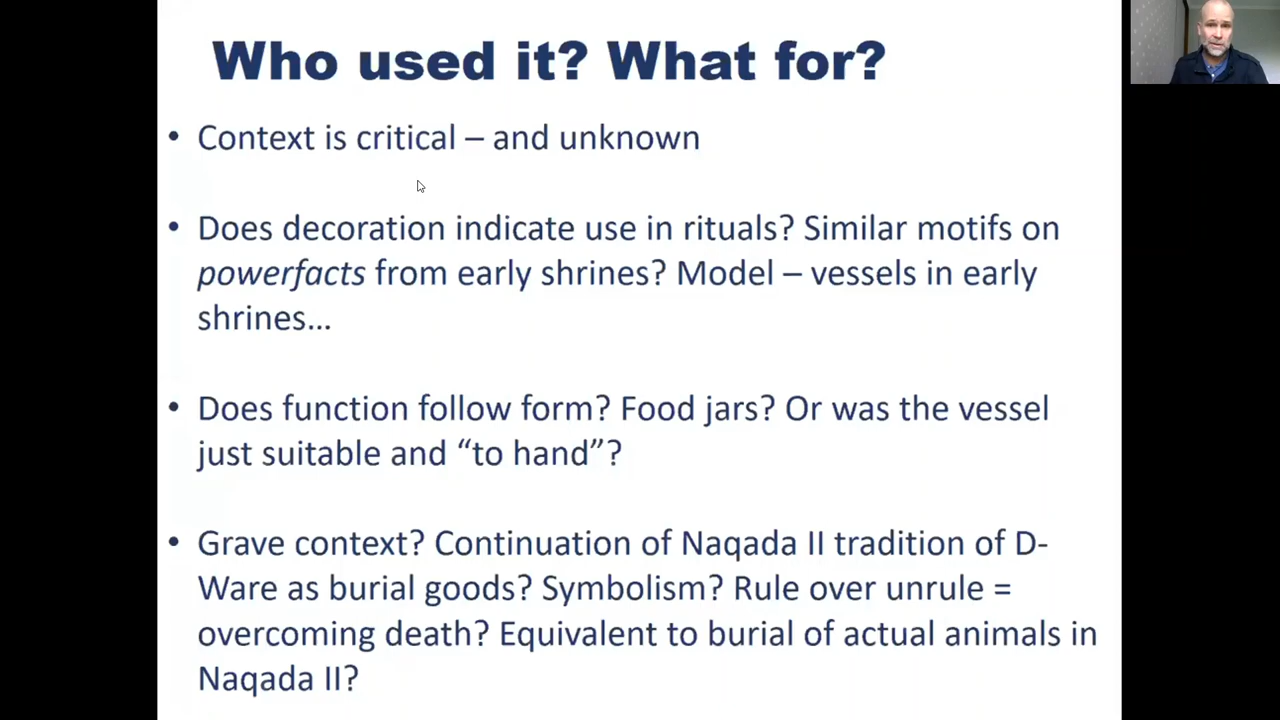 Who used it? What for?
• Context is critical – and unknown
• Does decoration indicate use in rituals? Similar motifs on
powerfacts from early shrines? Model – vessels in early
shrines…
• Does function follow form? Food jars? Or was the vessel
just suitable and “to hand”?
• Grave context? Continuation of Naqada II tradition of D-
Ware as burial goods? Symbolism? Rule over unrule =
overcoming death? Equivalent to burial of actual animals in
Naqada II?